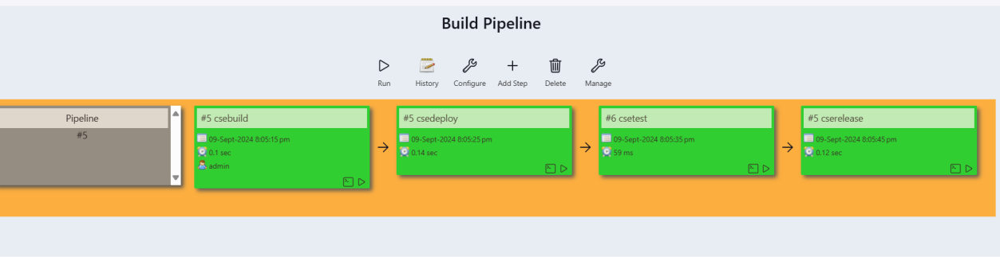 Build Pipeline
Run History Configure Add Step Delete Manage
Pipeline
#5
#5 csebuild
09-Sept-2024 8:05:15 pm
0.1 sec
admin
#5 csedeploy
09-Sept-2024 8:05:25 pm
0.14 sec
#6 csetest
09-Sept-2024 8:05:35 pm
59 ms
#5 cserelease
09-Sept-2024 8:05:45 pm
0.12 sec